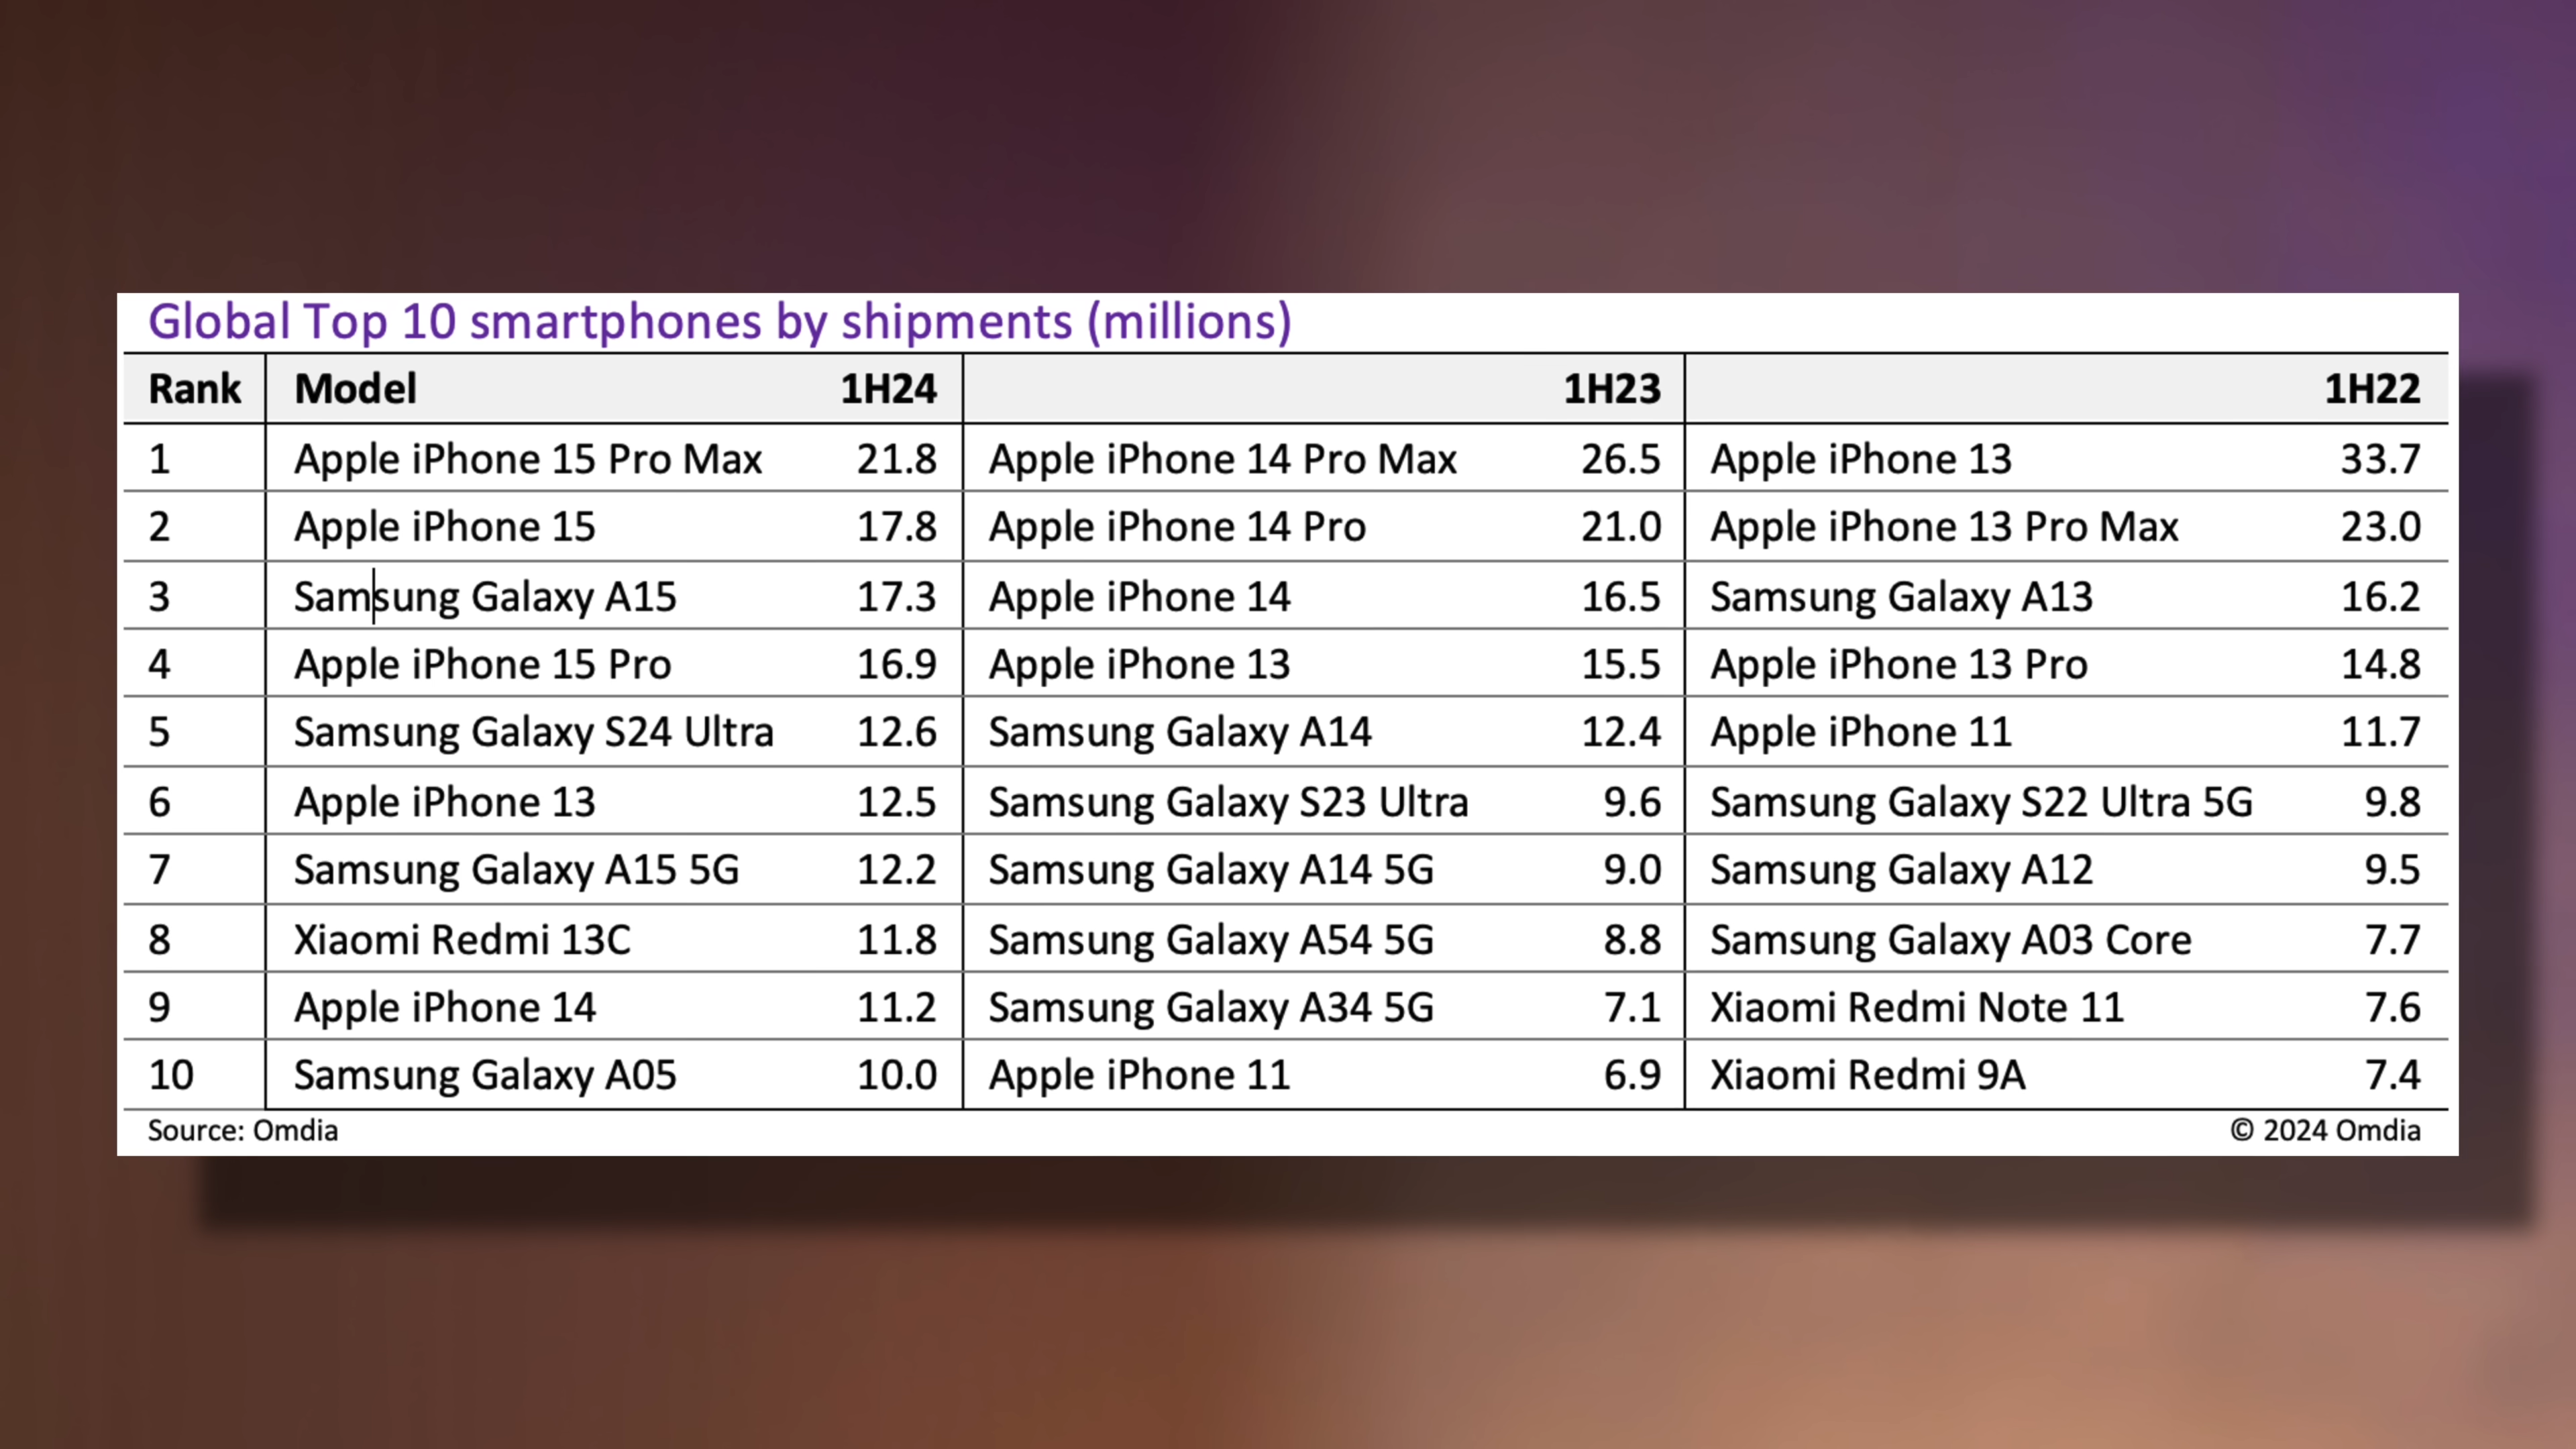 Global Top 10 smartphones by shipments (millions)
Rank Model 1H24 1H23 1H22
1 Apple iPhone 15 Pro Max 21.8 Apple iPhone 14 Pro Max 26.5 Apple iPhone 13 33.7
2 Apple iPhone 15 17.8 Apple iPhone 14 Pro 21.0 Apple iPhone 13 Pro Max 23.0
3 Samsung Galaxy A15 17.3 Apple iPhone 14 16.5 Samsung Galaxy A13 16.2
4 Apple iPhone 15 Pro 16.9 Apple iPhone 13 15.5 Apple iPhone 13 Pro 14.8
5 Samsung Galaxy S24 Ultra 12.6 Samsung Galaxy A14 12.4 Apple iPhone 11 11.7
6 Apple iPhone 13 12.5 Samsung Galaxy S23 Ultra 9.6 Samsung Galaxy S22 Ultra 5G 9.8
7 Samsung Galaxy A15 5G 12.2 Samsung Galaxy A14 5G 9.0 Samsung Galaxy A12 9.5
8 Xiaomi Redmi 13C 11.8 Samsung Galaxy A54 5G 8.8 Samsung Galaxy A03 Core 7.7
9 Apple iPhone 14 11.2 Samsung Galaxy A34 5G 7.1 Xiaomi Redmi Note 11 7.6
10 Samsung Galaxy A05 10.0 Apple iPhone 11 6.9 Xiaomi Redmi 9A 7.4
Source: Omdia © 2024 Omdia